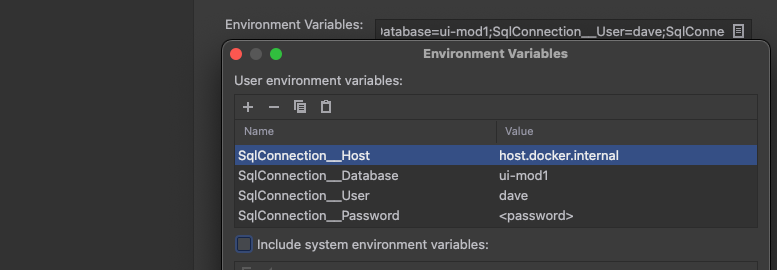 Environment Variables:
atabase=ui-mod1;SqlConnection__User=dave;SqlConne
Environment Variables
User environment variables:
Name Value
SqlConnection__Host host.docker.internal
SqlConnection__Database ui-mod1
SqlConnection__User dave
SqlConnection__Password <password>
Include system environment variables: